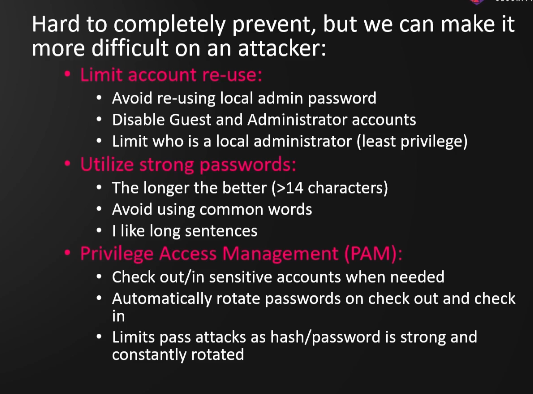 Hard to completely prevent, but we can make it
more difficult on an attacker:
• Limit account re-use:
• Avoid re-using local admin password
• Disable Guest and Administrator accounts
• Limit who is a local administrator (least privilege)
• Utilize strong passwords:
• The longer the better (>14 characters)
• Avoid using common words
• I like long sentences
• Privilege Access Management (PAM):
• Check out/in sensitive accounts when needed
• Automatically rotate passwords on check out and check
in
• Limits pass attacks as hash/password is strong and
constantly rotated